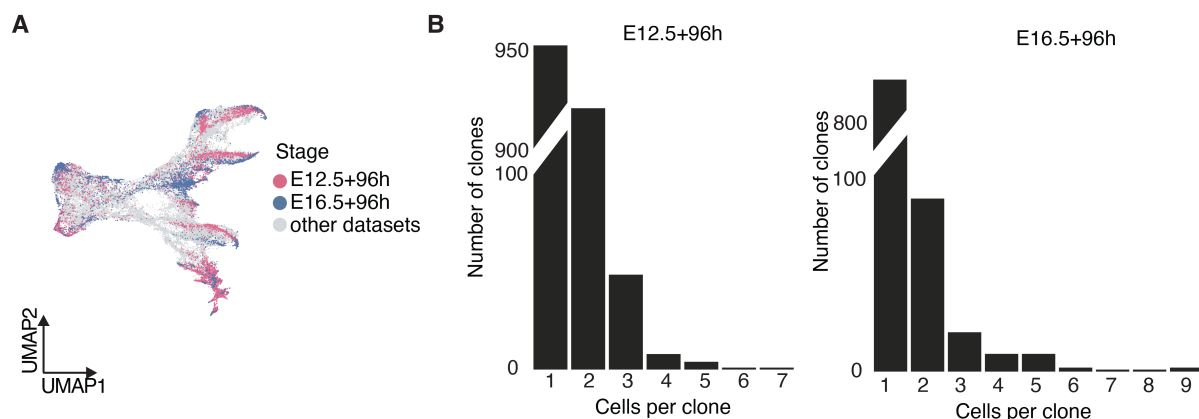 A
Stage
E12.5+96h
E16.5+96h
other datasets
UMAP2
UMAP1
B
E12.5+96h
Number of clones
950
900
100
0
1 2 3 4 5 6 7
Cells per clone
E16.5+96h
Number of clones
800
100
0
1 2 3 4 5 6 7 8 9
Cells per clone